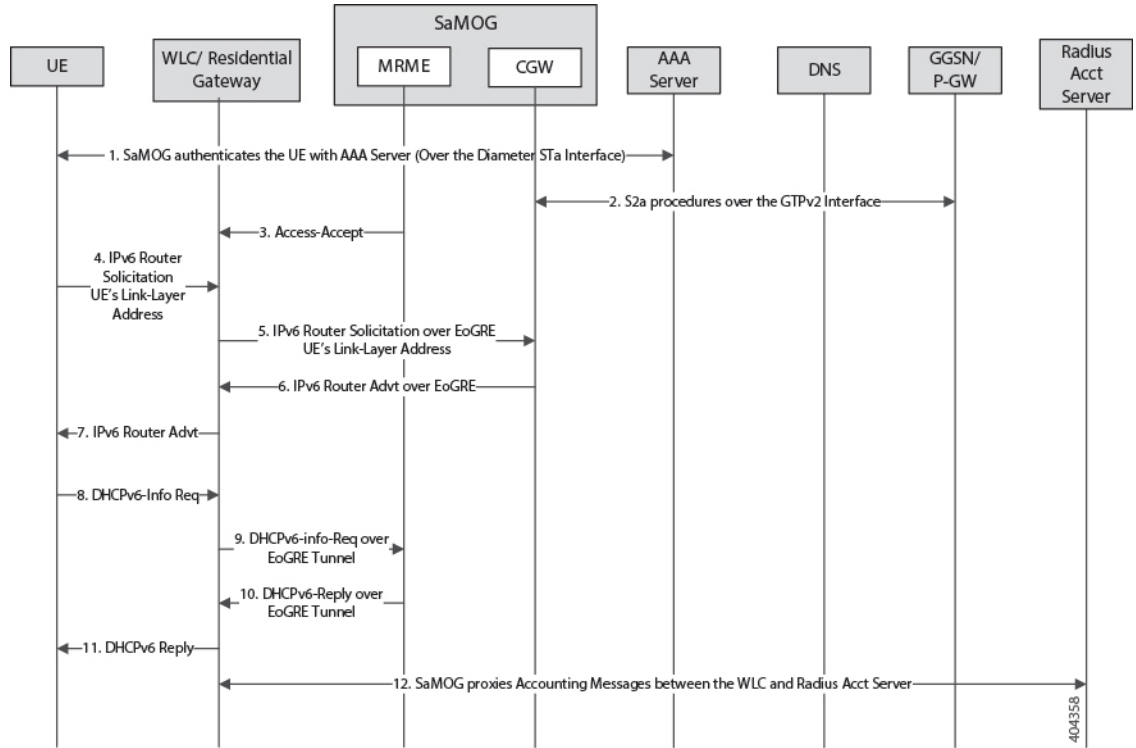 SaMOG
UE
WLC/ Residential
Gateway
MRME
CGW
AAA
Server
DNS
GGSN/
P-GW
Radius
Acct
Server
1. SaMOG authenticates the UE with AAA Server (Over the Diameter STa Interface)
2. S2a procedures over the GTPv2 Interface
3. Access-Accept
4. IPv6 Router
Solicitation
UE's Link-Layer
Address
5. IPv6 Router Solicitation over EoGRE
UE's Link-Layer Address
6. IPv6 Router Advt over EoGRE
7. IPv6 Router Advt
8. DHCPv6-Info Req
9. DHCPv6-info-Req over
EoGRE Tunnel
10. DHCPv6-Reply over
EoGRE Tunnel
11. DHCPv6 Reply
12. SaMOG proxies Accounting Messages between the WLC and Radius Acct Server
404358